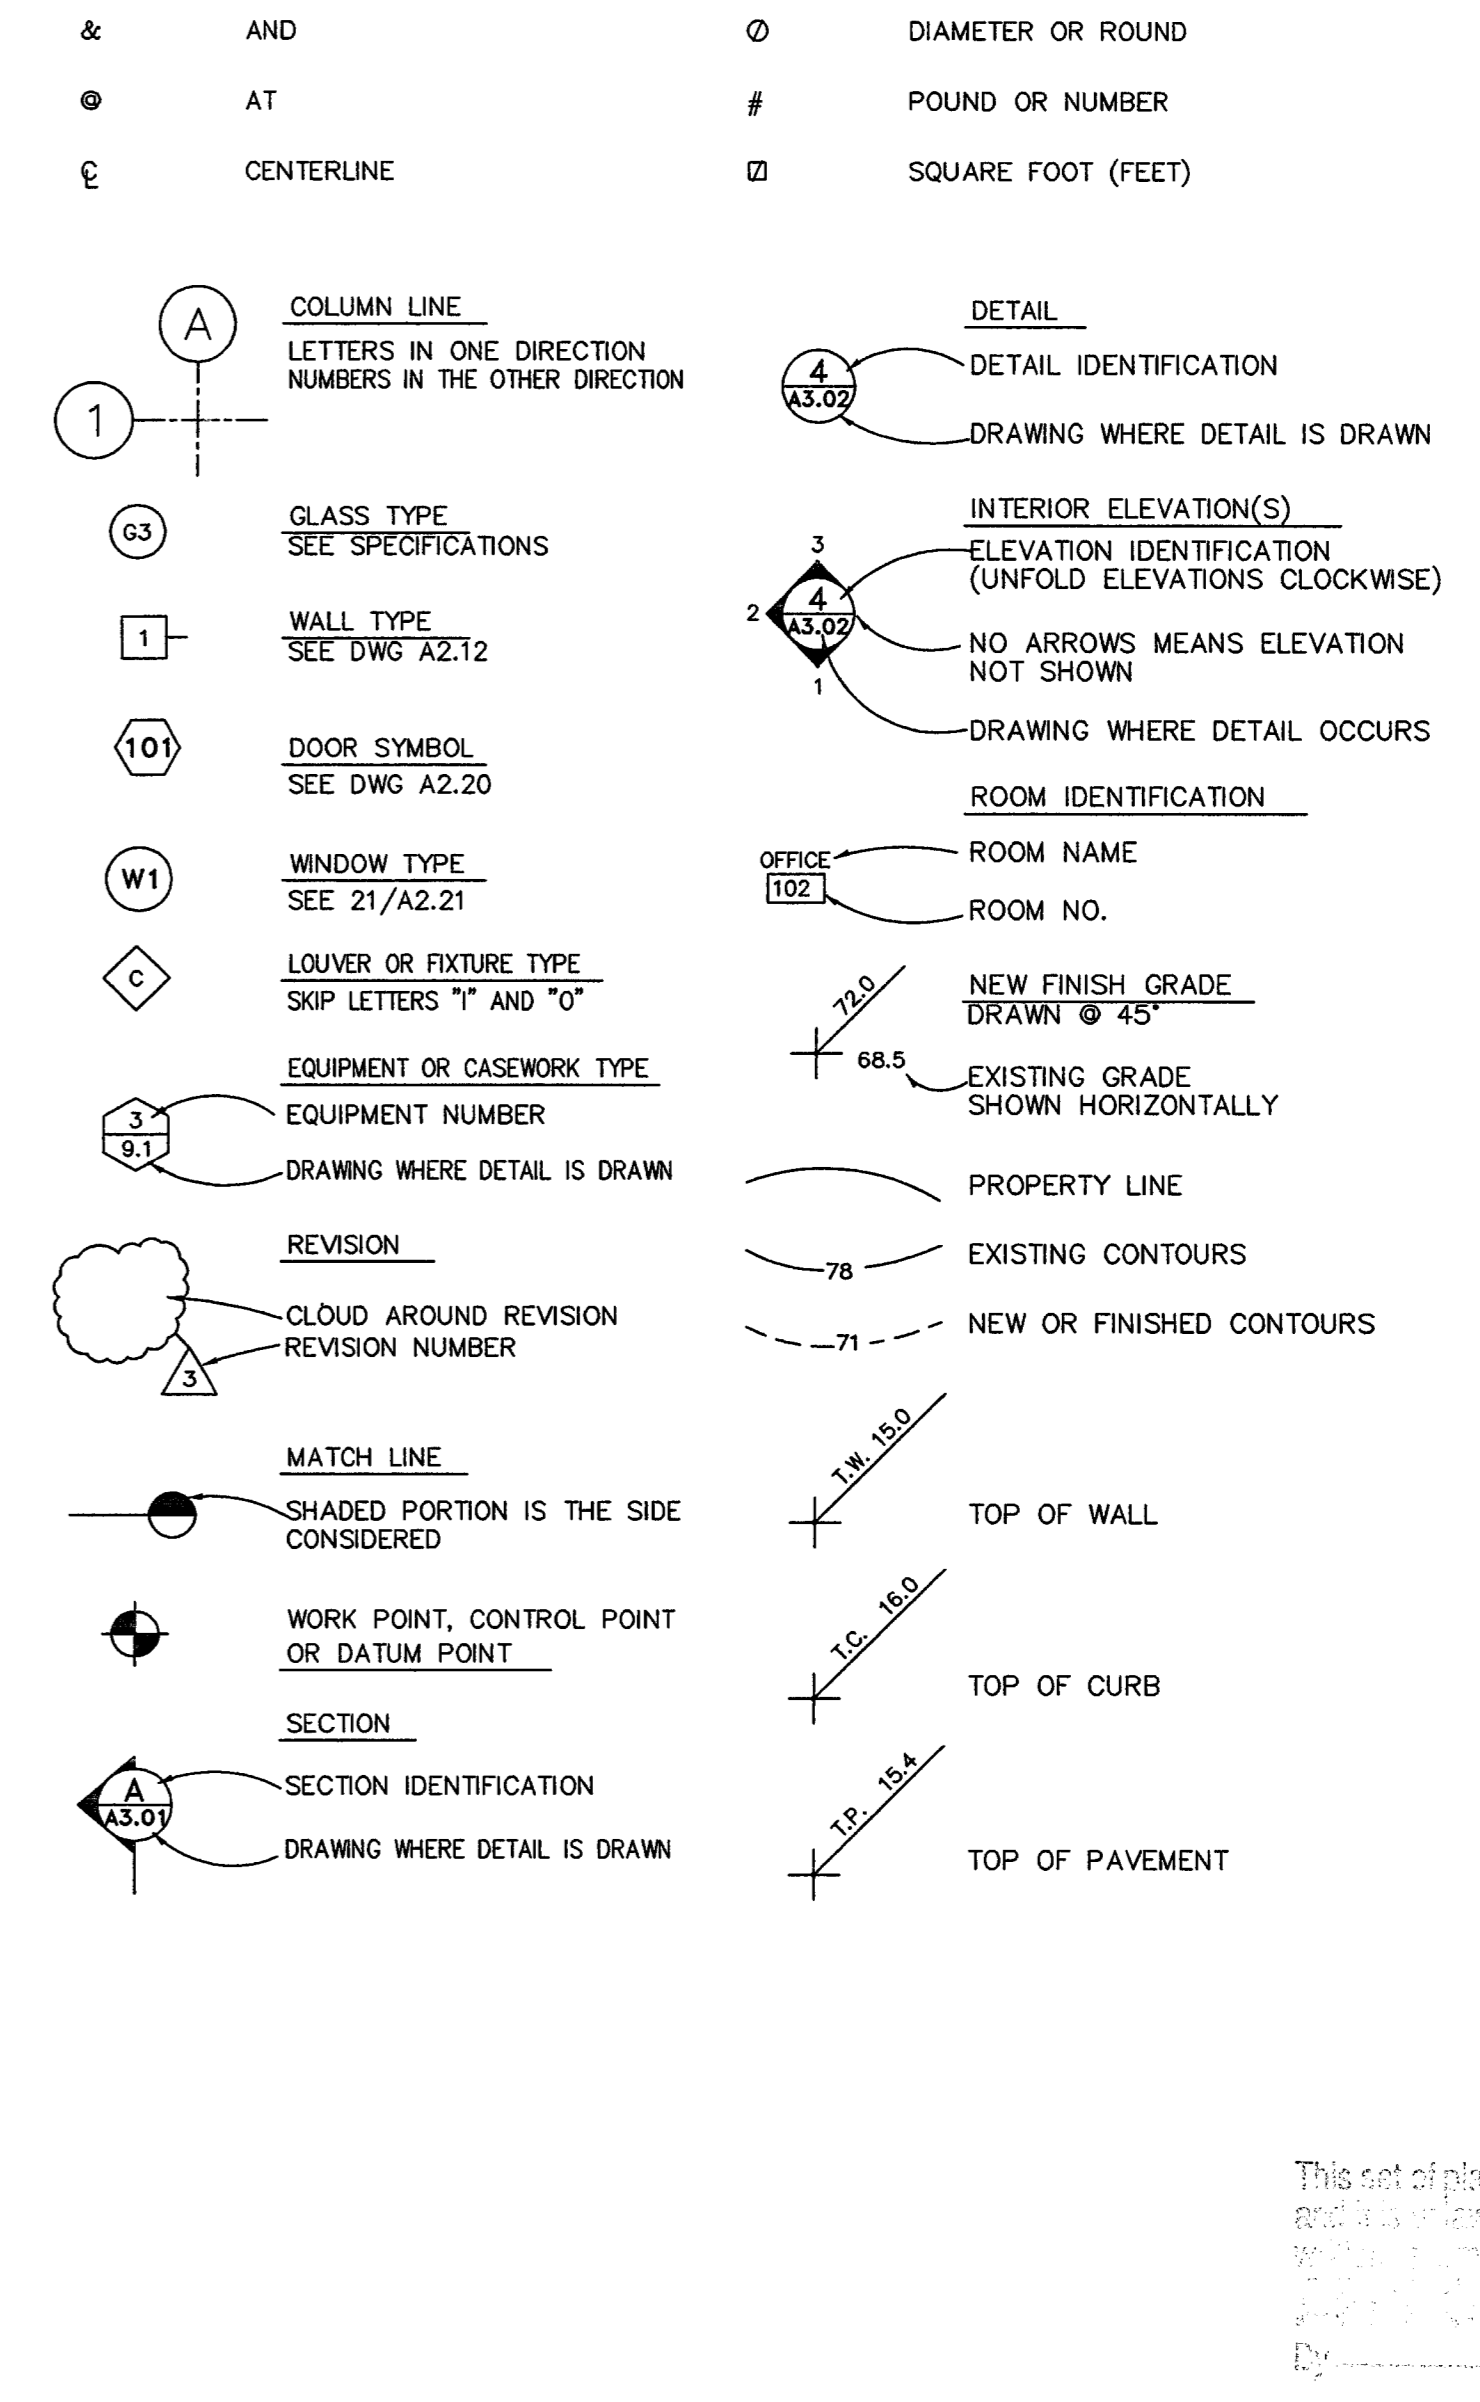 & AND
@ AT
℄ CENTERLINE
∅ DIAMETER OR ROUND
# POUND OR NUMBER
⍁ SQUARE FOOT (FEET)
A
1
COLUMN LINE
LETTERS IN ONE DIRECTION
NUMBERS IN THE OTHER DIRECTION
G3
GLASS TYPE
SEE SPECIFICATIONS
1
WALL TYPE
SEE DWG A2.12
101
DOOR SYMBOL
SEE DWG A2.20
W1
WINDOW TYPE
SEE 21/A2.21
C
LOUVER OR FIXTURE TYPE
SKIP LETTERS "I" AND "O"
EQUIPMENT OR CASEWORK TYPE
3
9.1
EQUIPMENT NUMBER
DRAWING WHERE DETAIL IS DRAWN
REVISION
CLOUD AROUND REVISION
REVISION NUMBER
3
MATCH LINE
SHADED PORTION IS THE SIDE
CONSIDERED
WORK POINT, CONTROL POINT
OR DATUM POINT
SECTION
A
A3.01
SECTION IDENTIFICATION
DRAWING WHERE DETAIL IS DRAWN
DETAIL
4
A3.02
DETAIL IDENTIFICATION
DRAWING WHERE DETAIL IS DRAWN
INTERIOR ELEVATION(S)
3
2
4
A3.02
1
ELEVATION IDENTIFICATION
(UNFOLD ELEVATIONS CLOCKWISE)
NO ARROWS MEANS ELEVATION
NOT SHOWN
DRAWING WHERE DETAIL OCCURS
ROOM IDENTIFICATION
OFFICE
102
ROOM NAME
ROOM NO.
72.0
68.5
NEW FINISH GRADE
DRAWN @ 45°
EXISTING GRADE
SHOWN HORIZONTALLY
PROPERTY LINE
78
EXISTING CONTOURS
71
NEW OR FINISHED CONTOURS
T.W. 15.0
TOP OF WALL
T.C. 16.0
TOP OF CURB
T.P. 15.4
TOP OF PAVEMENT
This set of
and
By